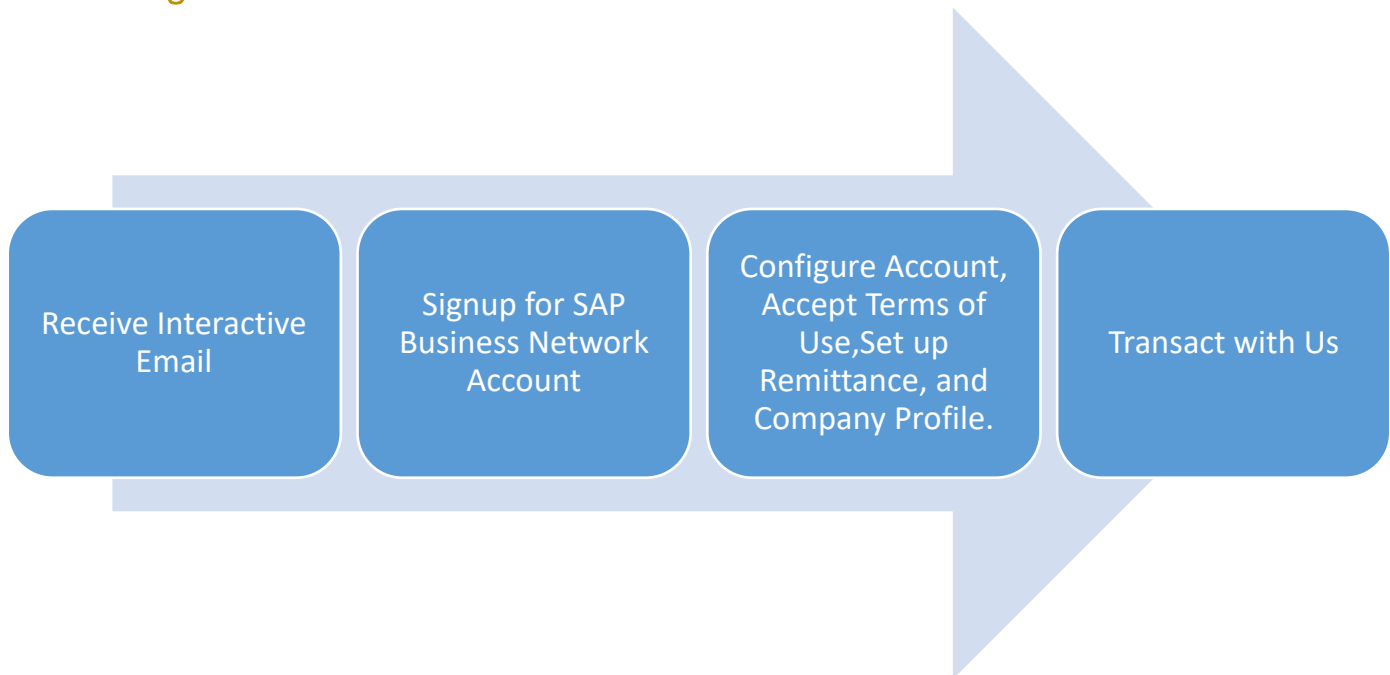 Receive Interactive
Email
Signup for SAP
Business Network
Account
Configure Account,
Accept Terms of
Use,Set up
Remittance, and
Company Profile.
Transact with Us